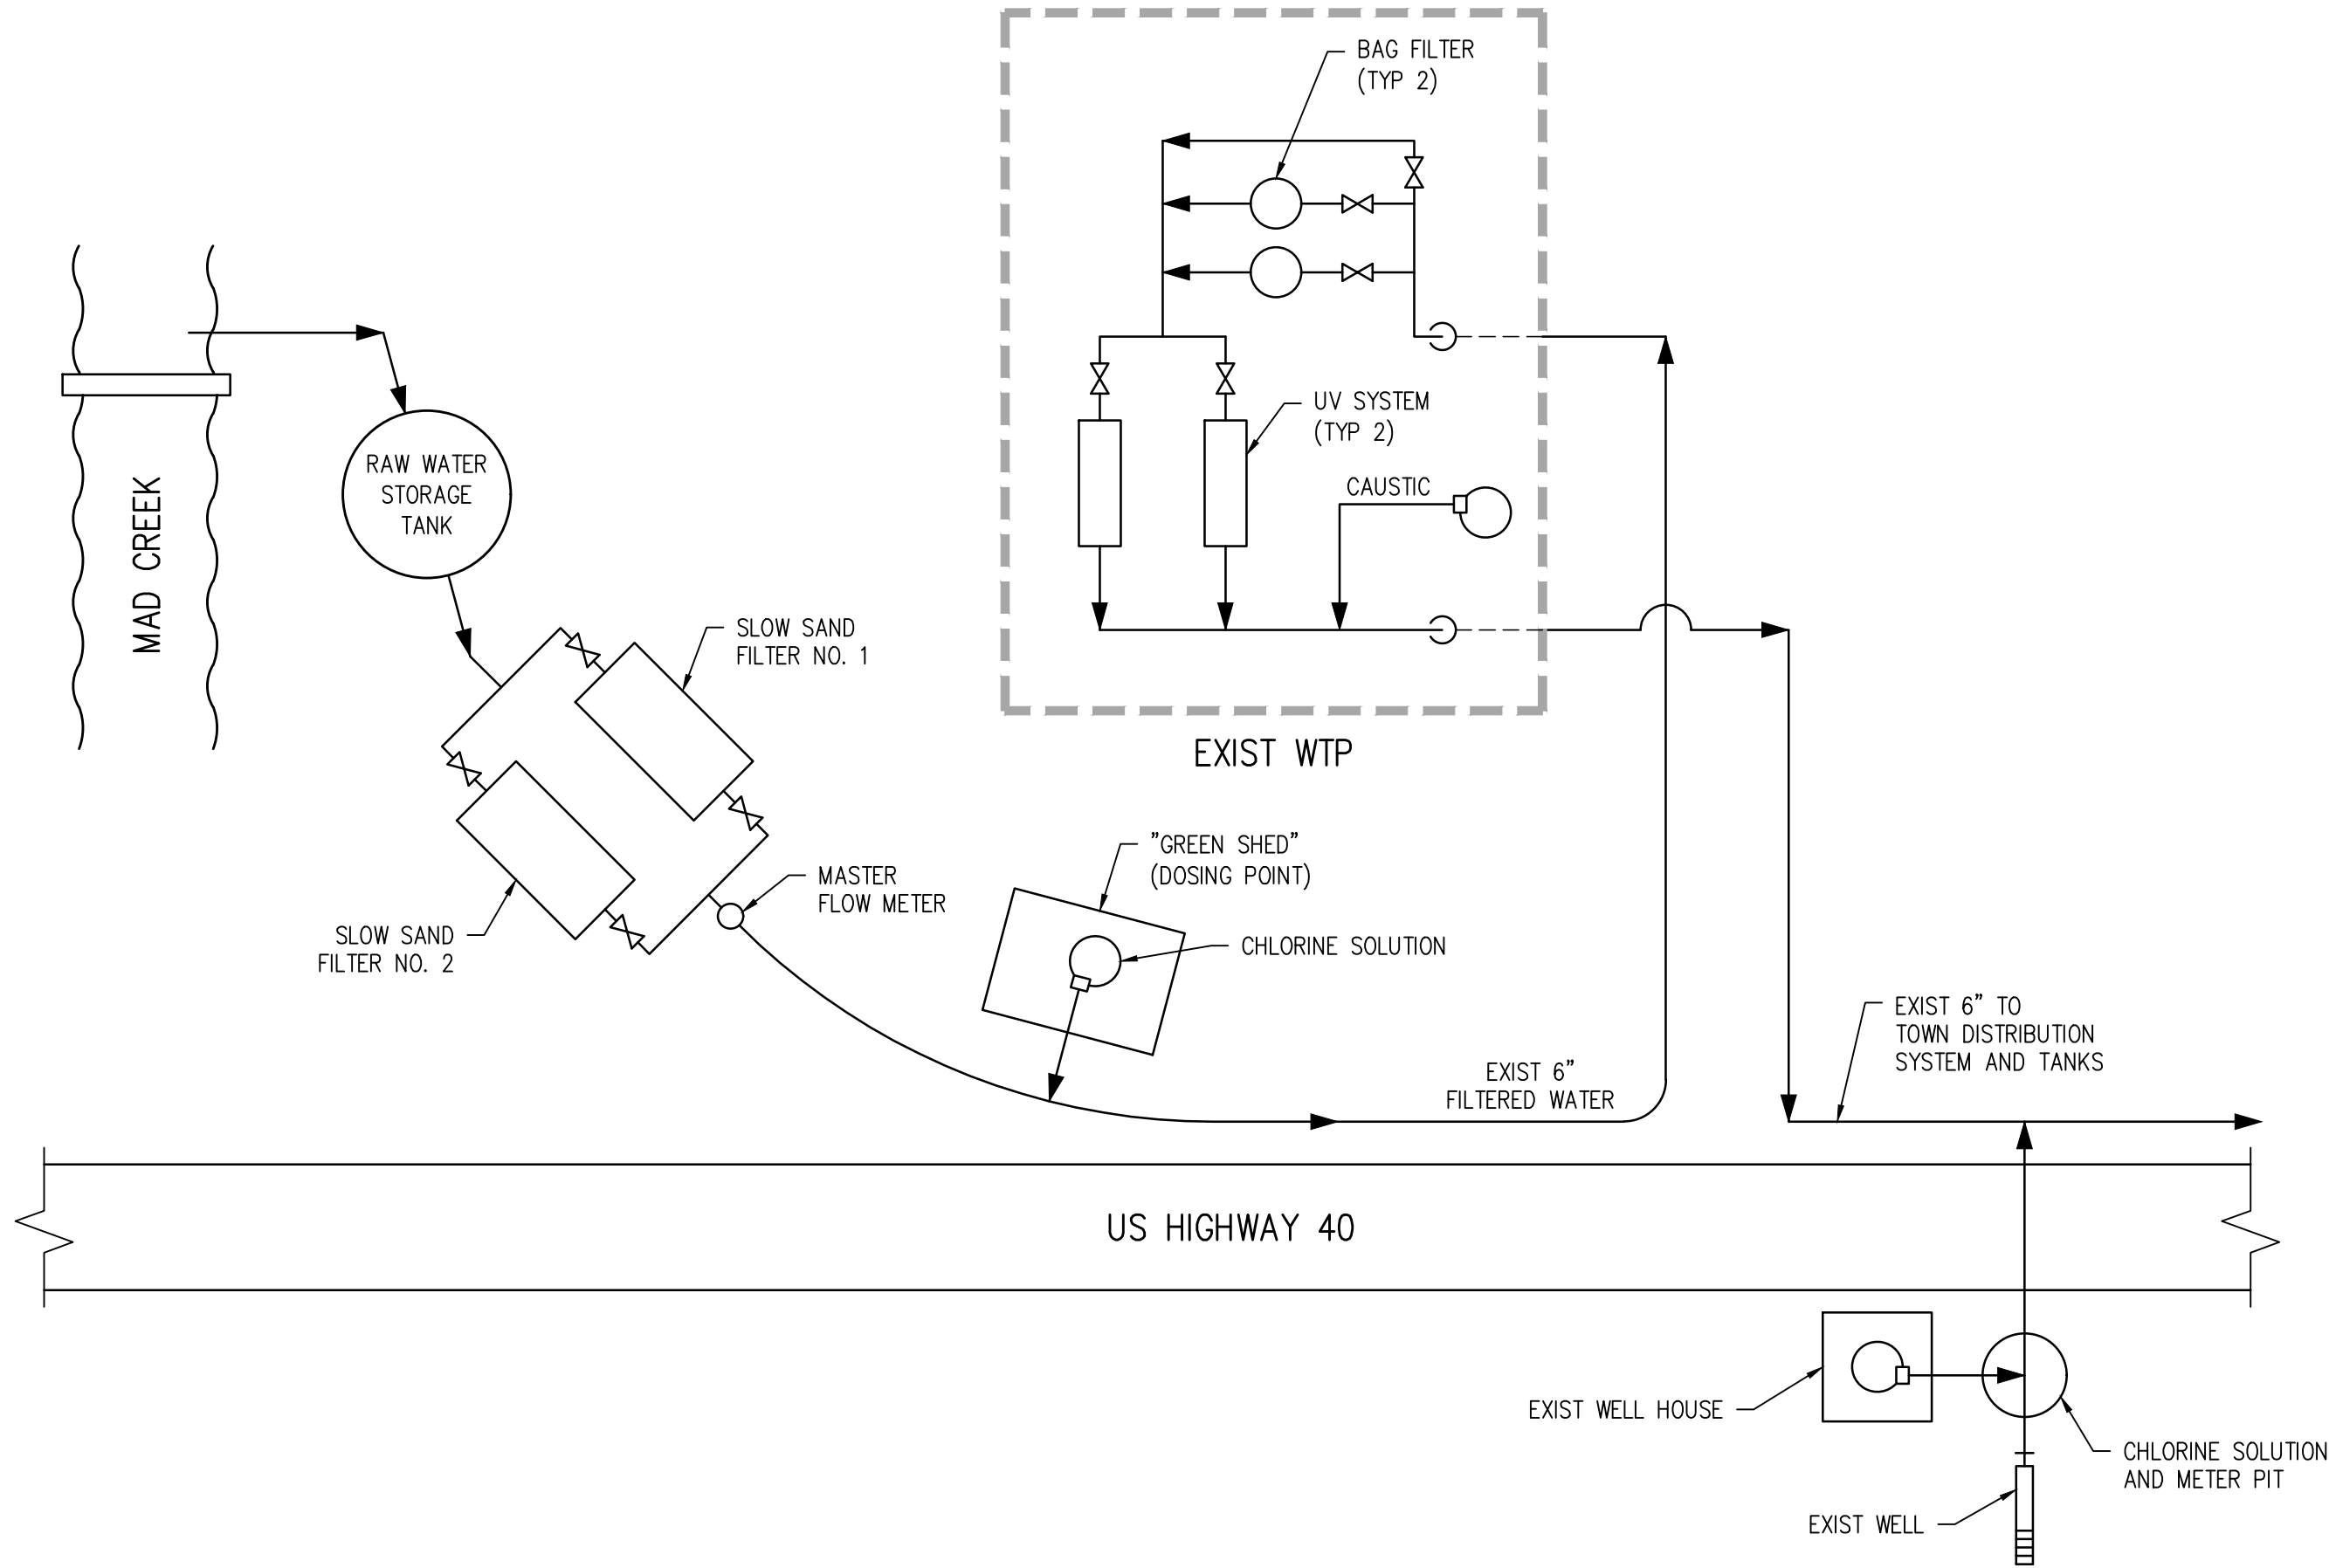 BAG FILTER
(TYP 2)
UV SYSTEM
(TYP 2)
CAUSTIC
RAW WATER
STORAGE
TANK
MAD CREEK
SLOW SAND
FILTER NO. 1
EXIST WTP
"GREEN SHED"
(DOSING POINT)
MASTER
FLOW METER
SLOW SAND
FILTER NO. 2
CHLORINE SOLUTION
EXIST 6"
FILTERED WATER
EXIST 6" TO
TOWN DISTRIBUTION
SYSTEM AND TANKS
US HIGHWAY 40
EXIST WELL HOUSE
CHLORINE SOLUTION
AND METER PIT
EXIST WELL